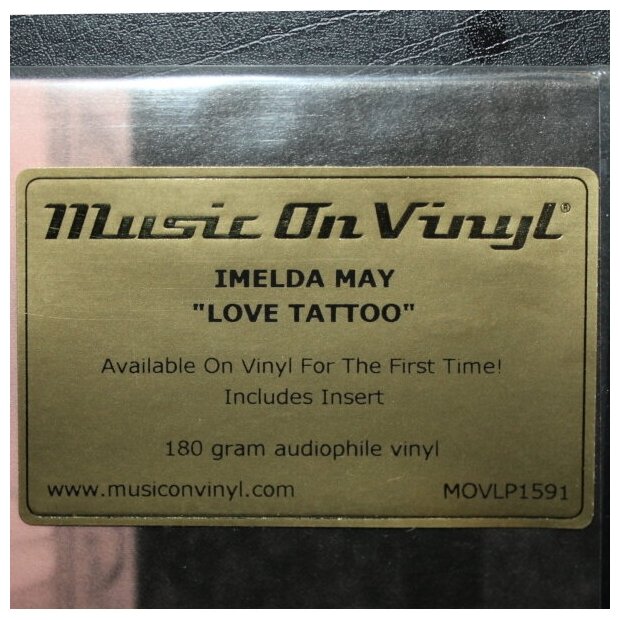 Music On Vinyl®
IMELDA MAY
"LOVE TATTOO"
Available On Vinyl For The First Time!
Includes Insert
180 gram audiophile vinyl
www.musiconvinyl.com MOVLP1591